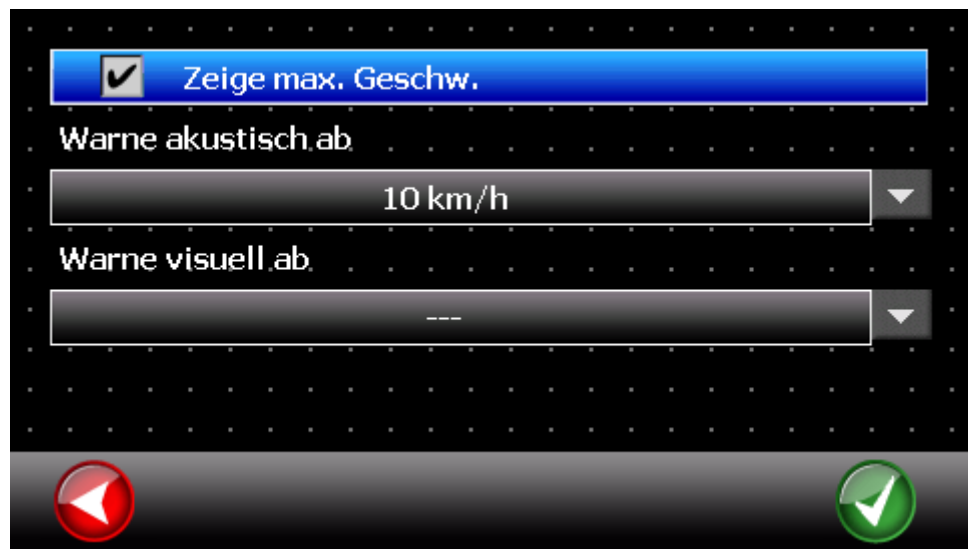 Zeige max. Geschw.
Warne akustisch ab
10 km/h
Warne visuell ab
---